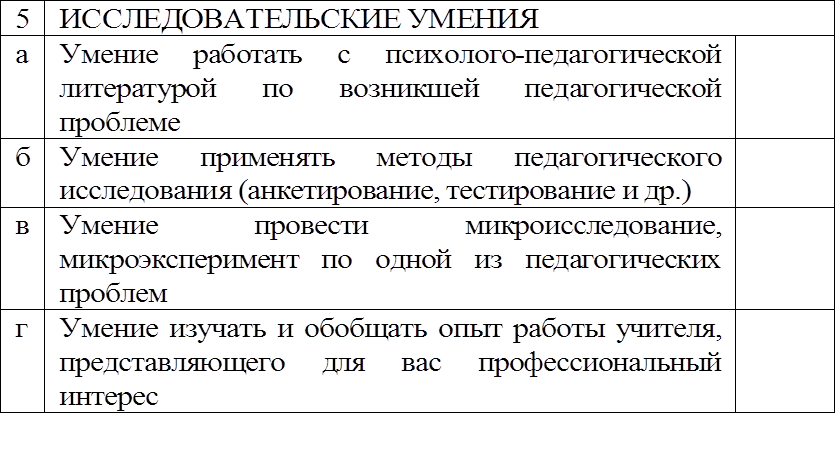 5 ИССЛЕДОВАТЕЛЬСКИЕ УМЕНИЯ
а Умение работать с психолого-педагогической
литературой по возникшей педагогической
проблеме
б Умение применять методы педагогического
исследования (анкетирование, тестирование и др.)
в Умение провести микроисследование,
микроэксперимент по одной из педагогических
проблем
г Умение изучать и обобщать опыт работы учителя,
представляющего для вас профессиональный
интерес